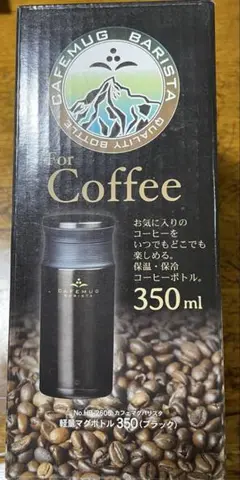 CAFEMUG BARISTA
QUALITY BOTTLE
for
Coffee
お気に入りの
コーヒーを
いつでもどこでも
楽しめる。
保温・保冷
コーヒーボトル。
350ml
CAFEMUG
BARISTA
カフェマグバリスタ
軽量マグボトル350(ブラック)